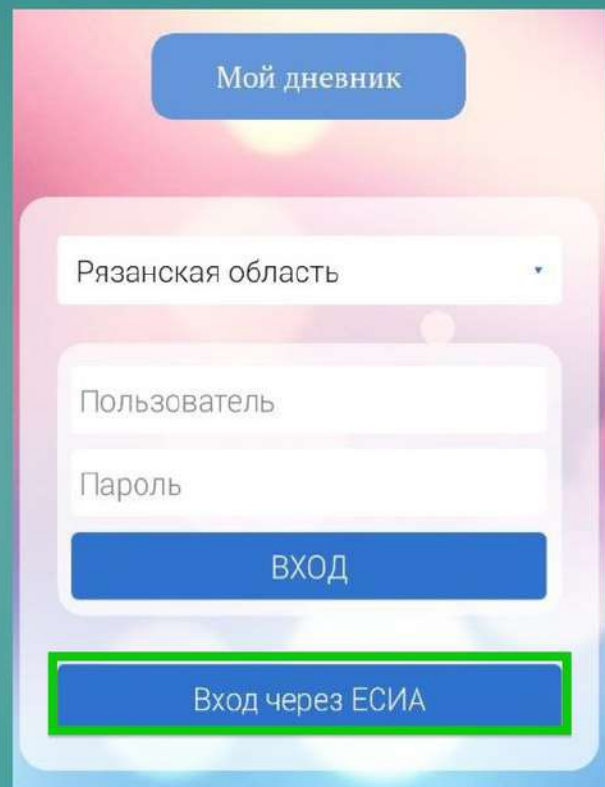 Мой дневник
Рязанская область
Пользователь
Пароль
ВХОД
Вход через ЕСИА